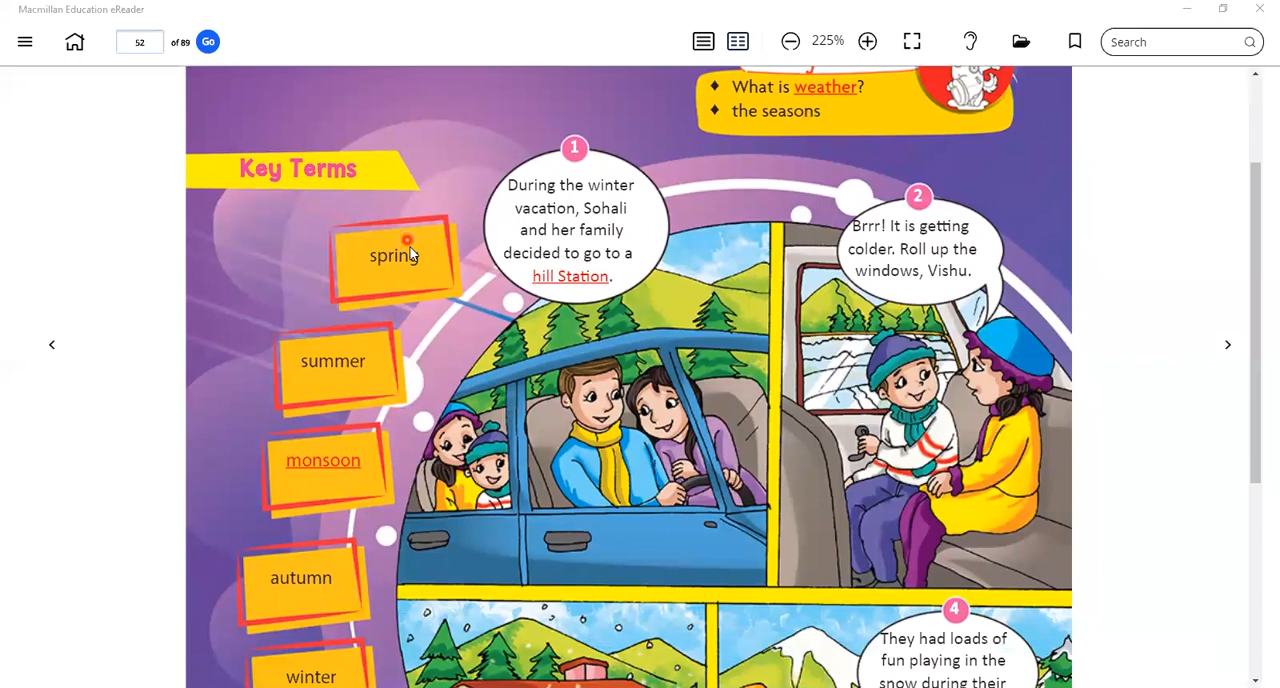 Macmillan Education eReader
52 of 89 Go
225%
Search
What is weather?
the seasons
Key Terms
spring
summer
monsoon
autumn
winter
1
During the winter
vacation, Sohali
and her family
decided to go to a
hill Station.
2
Brrr! It is getting
colder. Roll up the
windows, Vishu.
4
They had loads of
fun playing in the
snow during their